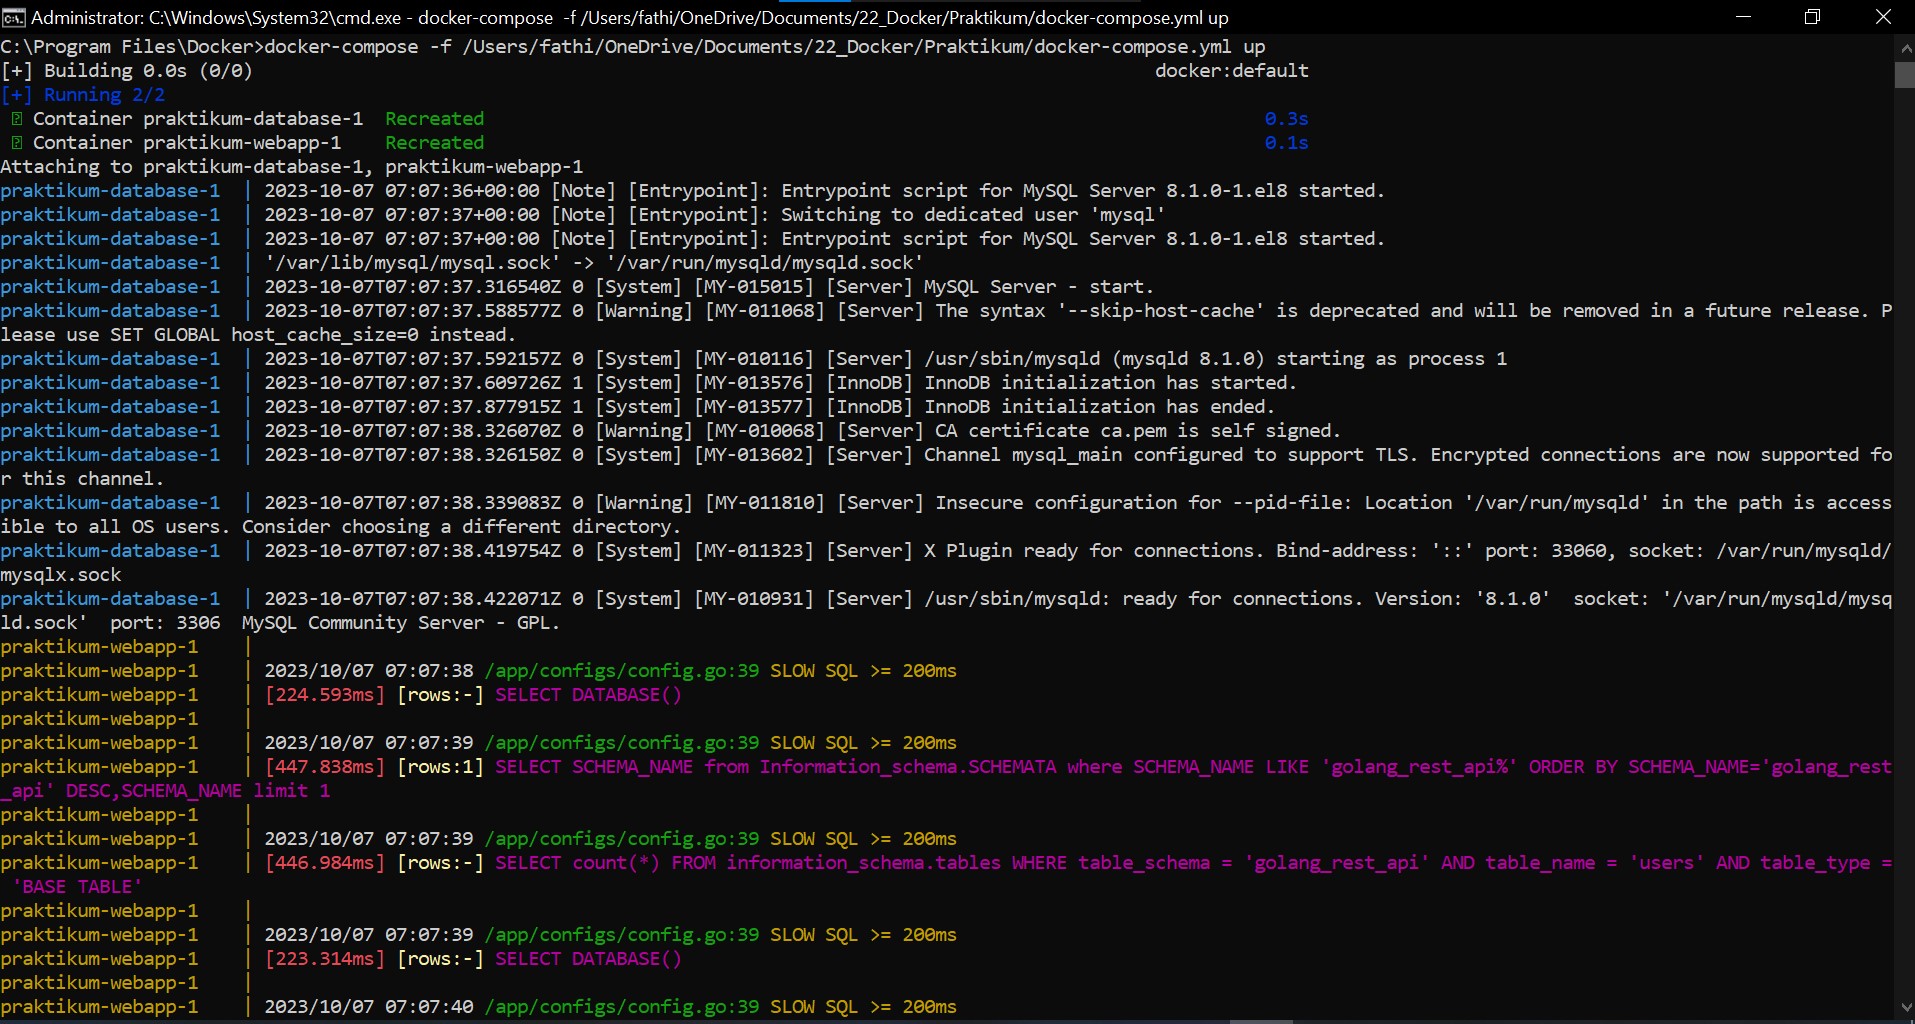 Administrator: C:\Windows\System32\cmd.exe - docker-compose  -f /Users/fathi/OneDrive/Documents/22_Docker/Praktikum/docker-compose.yml up
C:\Program Files\Docker>docker-compose -f /Users/fathi/OneDrive/Documents/22_Docker/Praktikum/docker-compose.yml up
[+] Building 0.0s (0/0) docker:default
[+] Running 2/2
Container praktikum-database-1  Recreated 0.3s
Container praktikum-webapp-1    Recreated 0.1s
Attaching to praktikum-database-1, praktikum-webapp-1
praktikum-database-1  | 2023-10-07 07:07:36+00:00 [Note] [Entrypoint]: Entrypoint script for MySQL Server 8.1.0-1.el8 started.
praktikum-database-1  | 2023-10-07 07:07:37+00:00 [Note] [Entrypoint]: Switching to dedicated user 'mysql'
praktikum-database-1  | 2023-10-07 07:07:37+00:00 [Note] [Entrypoint]: Entrypoint script for MySQL Server 8.1.0-1.el8 started.
praktikum-database-1  | '/var/lib/mysql/mysql.sock' -> '/var/run/mysqld/mysqld.sock'
praktikum-database-1  | 2023-10-07T07:07:37.316540Z 0 [System] [MY-015015] [Server] MySQL Server - start.
praktikum-database-1  | 2023-10-07T07:07:37.588577Z 0 [Warning] [MY-011068] [Server] The syntax '--skip-host-cache' is deprecated and will be removed in a future release. P
lease use SET GLOBAL host_cache_size=0 instead.
praktikum-database-1  | 2023-10-07T07:07:37.592157Z 0 [System] [MY-010116] [Server] /usr/sbin/mysqld (mysqld 8.1.0) starting as process 1
praktikum-database-1  | 2023-10-07T07:07:37.609726Z 1 [System] [MY-013576] [InnoDB] InnoDB initialization has started.
praktikum-database-1  | 2023-10-07T07:07:37.877915Z 1 [System] [MY-013577] [InnoDB] InnoDB initialization has ended.
praktikum-database-1  | 2023-10-07T07:07:38.326070Z 0 [Warning] [MY-010068] [Server] CA certificate ca.pem is self signed.
praktikum-database-1  | 2023-10-07T07:07:38.326150Z 0 [System] [MY-013602] [Server] Channel mysql_main configured to support TLS. Encrypted connections are now supported fo
r this channel.
praktikum-database-1  | 2023-10-07T07:07:38.339083Z 0 [Warning] [MY-011810] [Server] Insecure configuration for --pid-file: Location '/var/run/mysqld' in the path is access
ible to all OS users. Consider choosing a different directory.
praktikum-database-1  | 2023-10-07T07:07:38.419754Z 0 [System] [MY-011323] [Server] X Plugin ready for connections. Bind-address: '::' port: 33060, socket: /var/run/mysqld/
mysqlx.sock
praktikum-database-1  | 2023-10-07T07:07:38.422071Z 0 [System] [MY-010931] [Server] /usr/sbin/mysqld: ready for connections. Version: '8.1.0'  socket: '/var/run/mysqld/mysq
ld.sock'  port: 3306  MySQL Community Server - GPL.
praktikum-webapp-1    |
praktikum-webapp-1    | 2023/10/07 07:07:38 /app/configs/config.go:39 SLOW SQL >= 200ms
praktikum-webapp-1    | [224.593ms] [rows:-] SELECT DATABASE()
praktikum-webapp-1    |
praktikum-webapp-1    | 2023/10/07 07:07:39 /app/configs/config.go:39 SLOW SQL >= 200ms
praktikum-webapp-1    | [447.838ms] [rows:1] SELECT SCHEMA_NAME from Information_schema.SCHEMATA where SCHEMA_NAME LIKE 'golang_rest_api%' ORDER BY SCHEMA_NAME='golang_rest
_api' DESC,SCHEMA_NAME limit 1
praktikum-webapp-1    |
praktikum-webapp-1    | 2023/10/07 07:07:39 /app/configs/config.go:39 SLOW SQL >= 200ms
praktikum-webapp-1    | [446.984ms] [rows:-] SELECT count(*) FROM information_schema.tables WHERE table_schema = 'golang_rest_api' AND table_name = 'users' AND table_type =
'BASE TABLE'
praktikum-webapp-1    |
praktikum-webapp-1    | 2023/10/07 07:07:39 /app/configs/config.go:39 SLOW SQL >= 200ms
praktikum-webapp-1    | [223.314ms] [rows:-] SELECT DATABASE()
praktikum-webapp-1    |
praktikum-webapp-1    | 2023/10/07 07:07:40 /app/configs/config.go:39 SLOW SQL >= 200ms